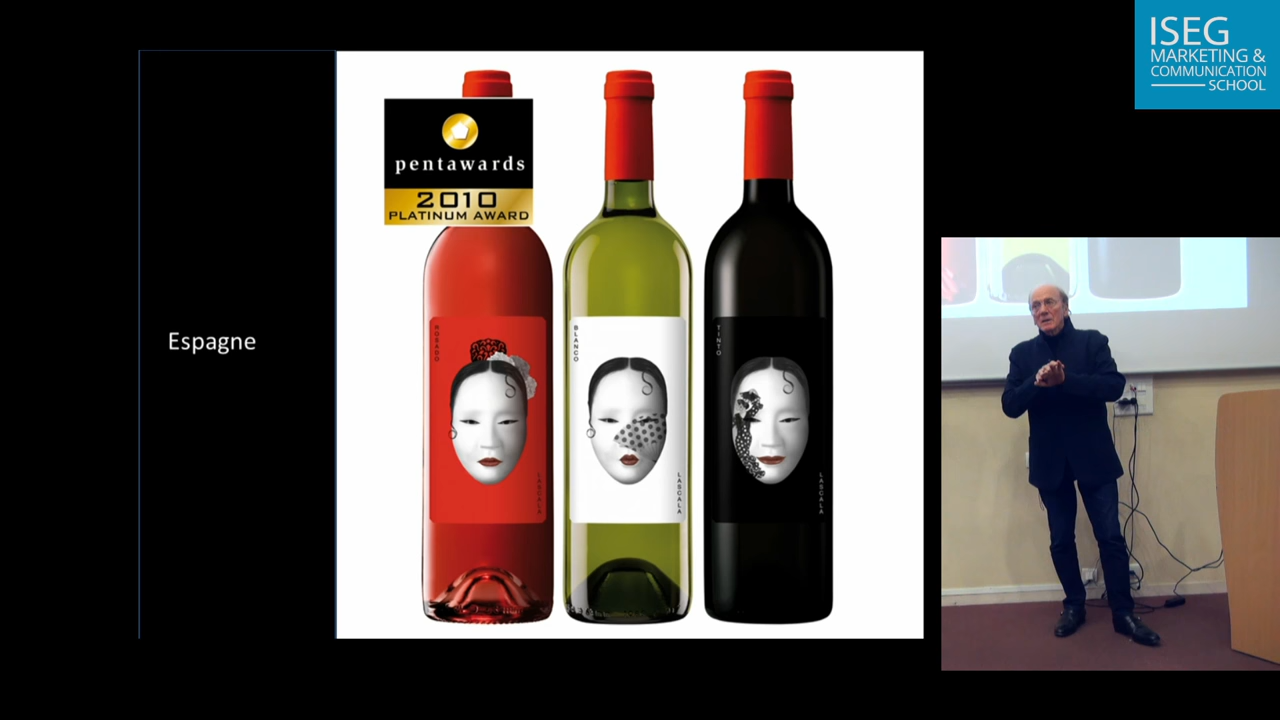 ISEG
MARKETING &
COMMUNICATION
SCHOOL
pentawards
2010
PLATINUM AWARD
Espagne
ROSADO
LASCALA
BLANCO
LASCALA
TINTO
LASCALA